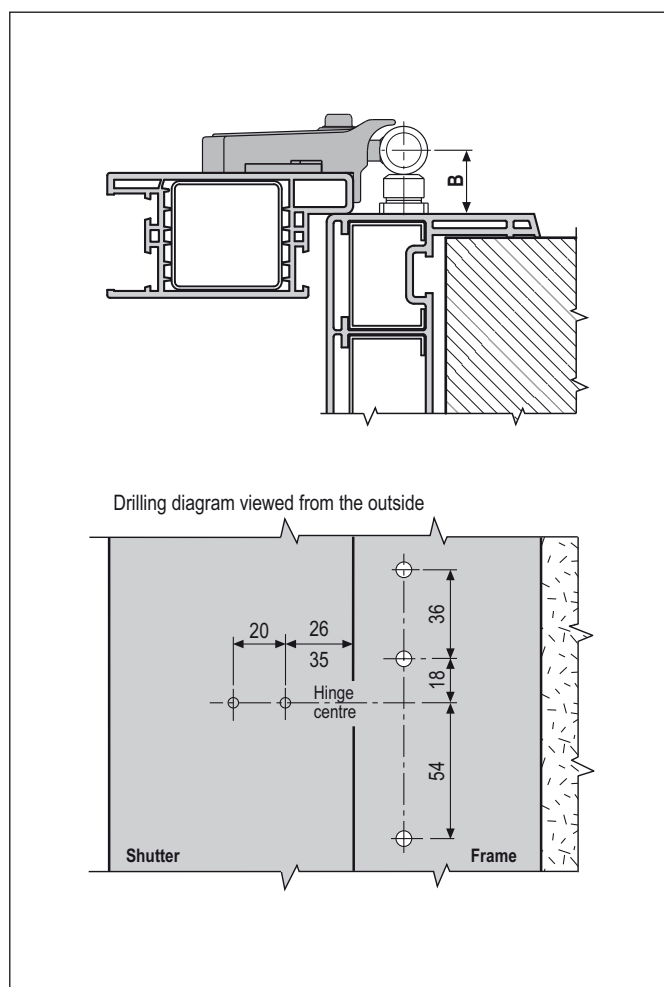 B
Drilling diagram viewed from the outside
20
26
35
36
18
Hinge
centre
54
Shutter
Frame